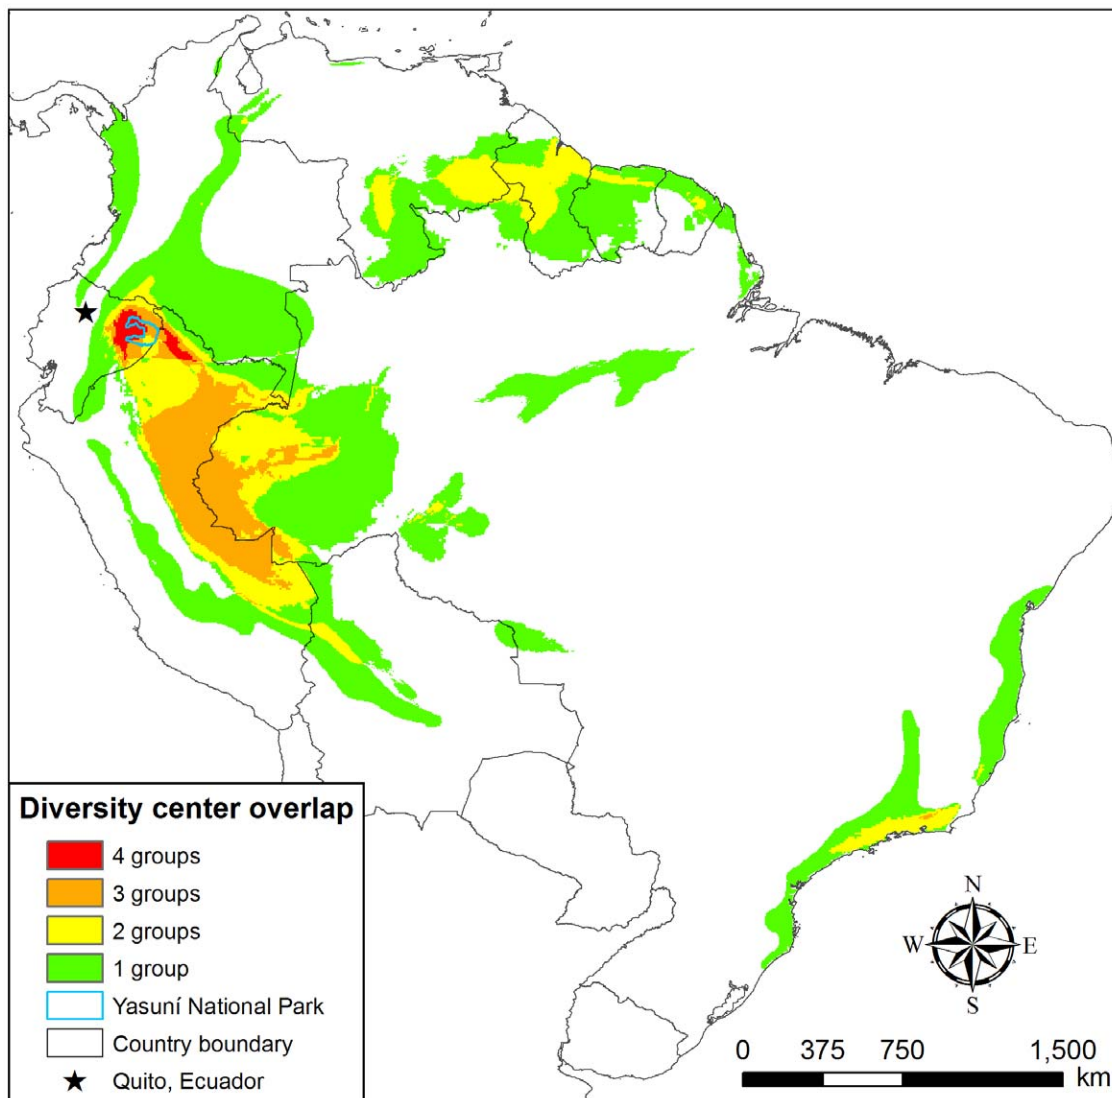 Diversity center overlap
4 groups
3 groups
2 groups
1 group
Yasuní National Park
Country boundary
Quito, Ecuador
N
W E
S
0 375 750 1,500
km